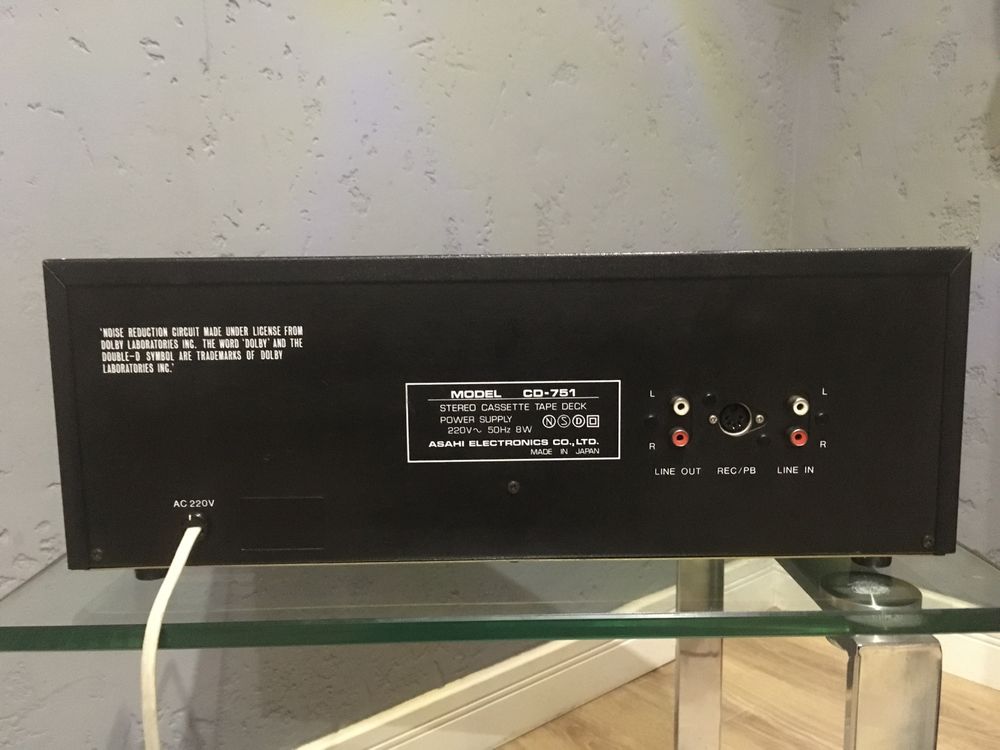 'NOISE REDUCTION CIRCUIT MADE UNDER LICENSE FROM
DOLBY LABORATORIES INC. THE WORD 'DOLBY' AND THE
DOUBLE-D SYMBOL ARE TRADEMARKS OF DOLBY
LABORATORIES INC.'
MODEL CD-751
STEREO CASSETTE TAPE DECK
POWER SUPPLY
220V~ 50Hz 8W
N S D
ASAHI ELECTRONICS CO., LTD.
MADE IN JAPAN
L
R
LINE OUT
REC/PB
L
R
LINE IN
AC 220V